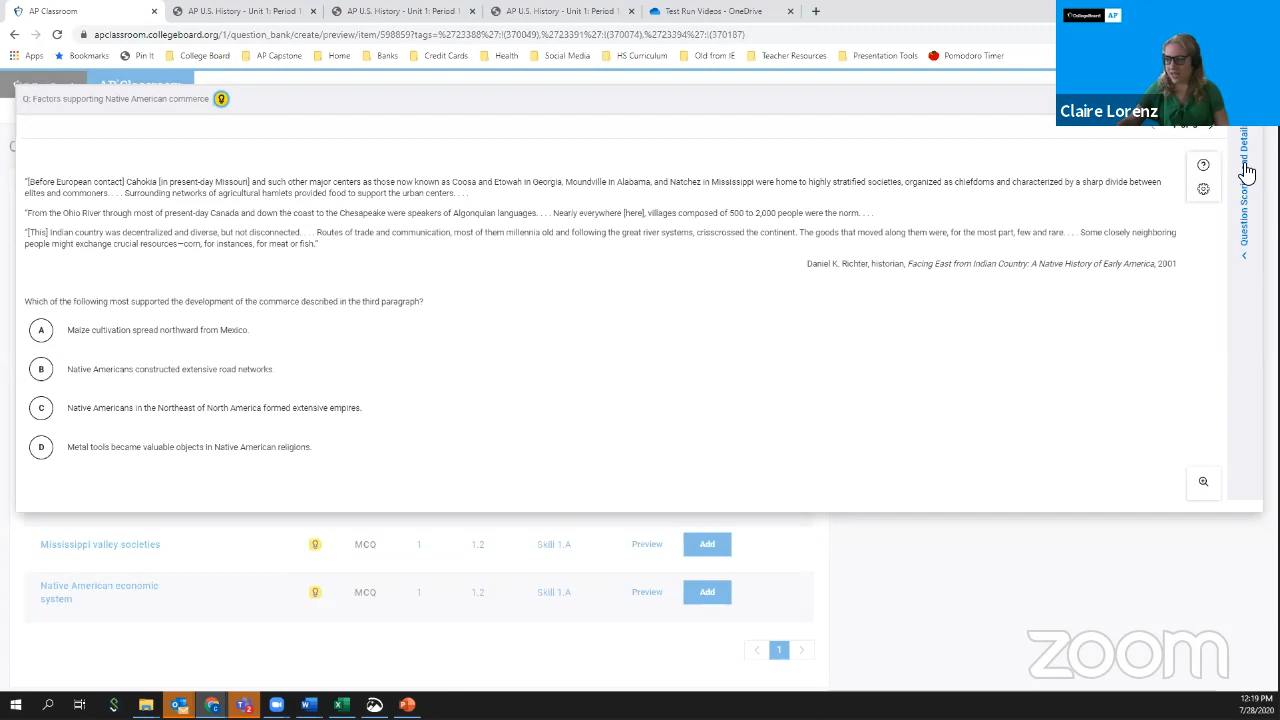 AP Classroom
AP U.S. History - Unit 1: Period 1
AP U.S. History - Unit 1: Period 1
AP U.S. History - Unit 1: Period 1
Test Run Videos - OneDrive
apclassroom.collegeboard.org/1/question_bank/create/preview/item/000858?tags=%2723388%27:!(370049),%2723391%27:!(370074),%2723394%27:!(370187)
Apps
Bookmarks
Pin It
College Board
AP Capstone
Home
Banks
Credit Cards
Health
Social Media
Old from IE
HS Curriculum
Old from IE
Teacher Resources
Presentation Tools
Pomodoro Timer
CollegeBoard AP
Claire Lorenz
Q: Factors supporting Native American commerce
"[Before European contact] Cahokia [in present-day Missouri] and such other major centers as those now known as Coosa and Etowah in Georgia, Moundville in Alabama, and Natchez in Mississippi were home to highly stratified societies, organized as chiefdoms and characterized by a sharp divide between
elites and commoners. . . . Surrounding networks of agricultural hamlets provided food to support the urban centers. . . .
"From the Ohio River through most of present-day Canada and down the coast to the Chesapeake were speakers of Algonquian languages. . . . Nearly everywhere [here], villages composed of 500 to 2,000 people were the norm. . . .
"[This] Indian country was decentralized and diverse, but not disconnected. . . . Routes of trade and communication, most of them millennia old and following the great river systems, crisscrossed the continent. The goods that moved along them were, for the most part, few and rare. . . . Some closely neighboring
people might exchange crucial resources—corn, for instances, for meat or fish."
Daniel K. Richter, historian, Facing East from Indian Country: A Native History of Early America, 2001
Which of the following most supported the development of the commerce described in the third paragraph?
A Maize cultivation spread northward from Mexico.
B Native Americans constructed extensive road networks.
C Native Americans in the Northeast of North America formed extensive empires.
D Metal tools became valuable objects in Native American religions.
Question
Mississippi valley societies MCQ 1 1.2 Skill 1.A Preview Add
Native American economic
system MCQ 1 1.2 Skill 1.A Preview Add
1
zoom
12:19 PM
7/28/2020